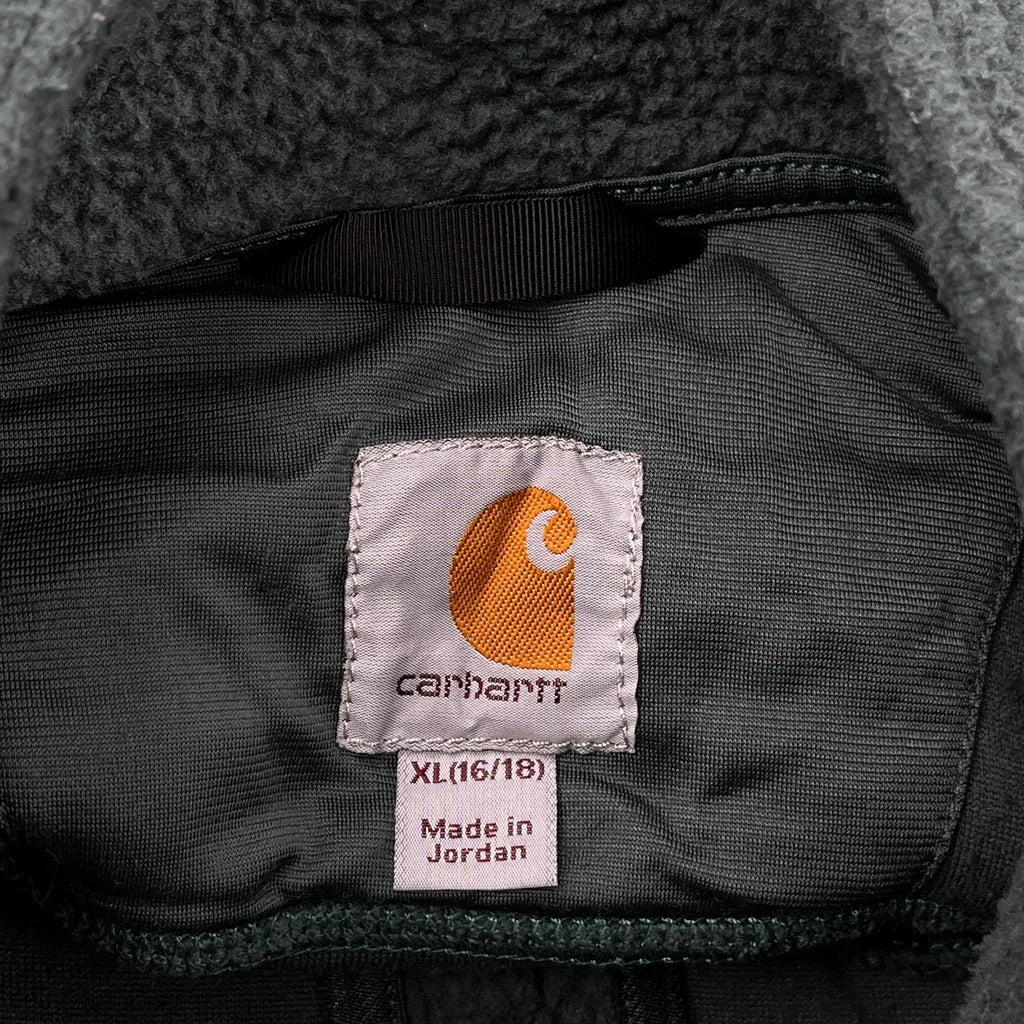 carhartt
XL(16/18)
Made in
Jordan